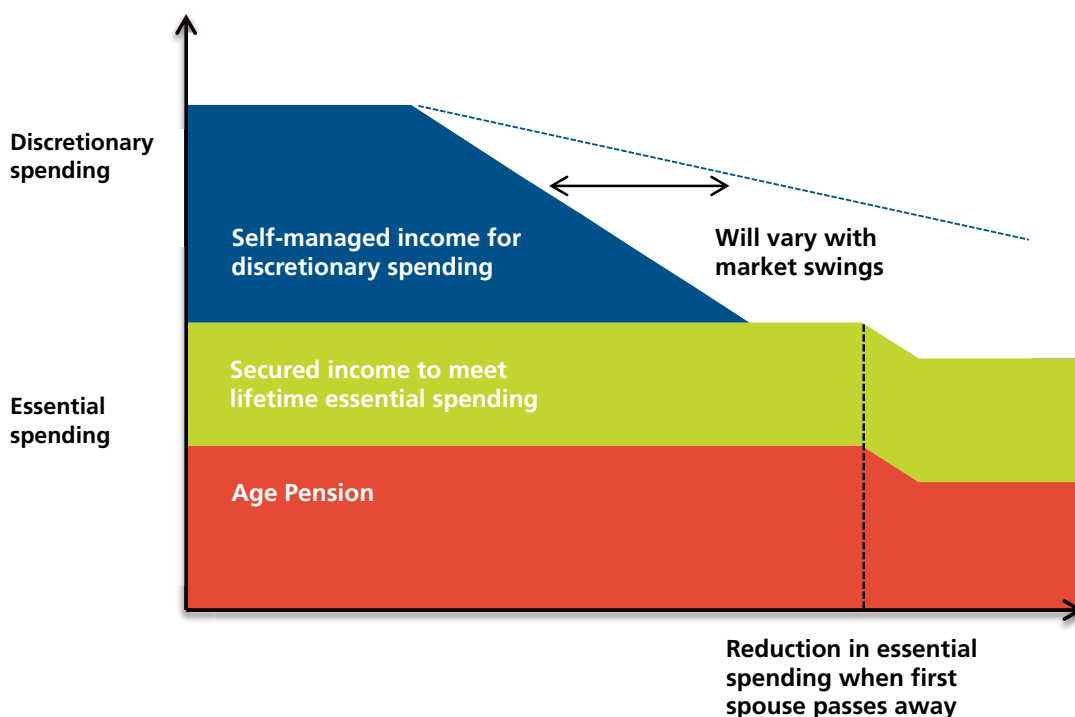 Discretionary
spending
Self-managed income for
discretionary spending
Will vary with
market swings
Secured income to meet
lifetime essential spending
Essential
spending
Age Pension
Reduction in essential
spending when first
spouse passes away